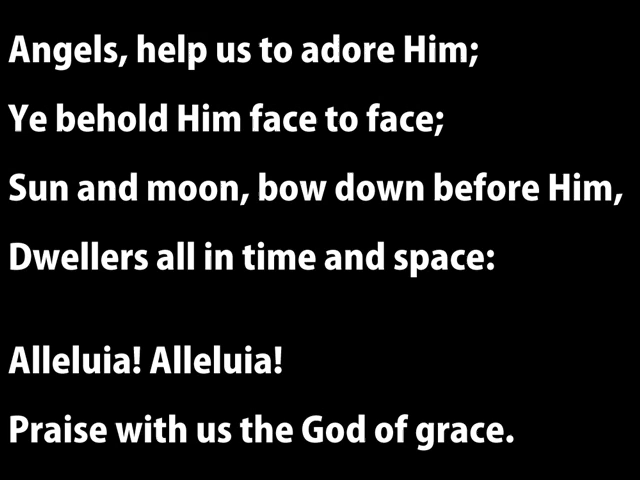 Angels, help us to adore Him;
Ye behold Him face to face;
Sun and moon, bow down before Him,
Dwellers all in time and space:
Alleluia! Alleluia!
Praise with us the God of grace.